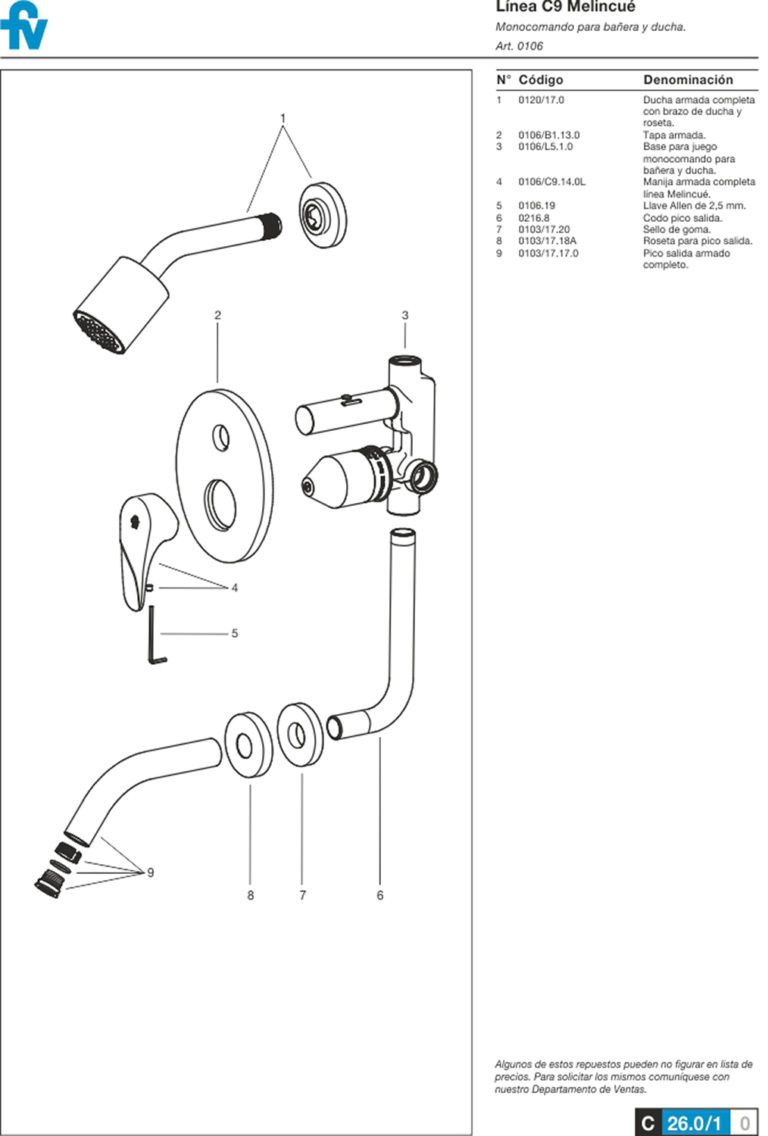 fv
Línea C9 Melincué
Monocomando para bañera y ducha.
Art. 0106
N° Código Denominación
1 0120/17.0 Ducha armada completa
con brazo de ducha y
roseta.
2 0106/B1.13.0 Tapa armada.
3 0106/L5.1.0 Base para juego
monocomando para
bañera y ducha.
4 0106/C9.14.0L Manija armada completa
línea Melincué.
5 0106.19 Llave Allen de 2,5 mm.
6 0216.8 Codo pico salida.
7 0103/17.20 Sello de goma.
8 0103/17.18A Roseta para pico salida.
9 0103/17.17.0 Pico salida armado
completo.
1
2 3
4
5
9 8 7 6
Algunos de estos repuestos pueden no figurar en lista de
precios. Para solicitar los mismos comuníquese con
nuestro Departamento de Ventas.
C 26.0/1 0